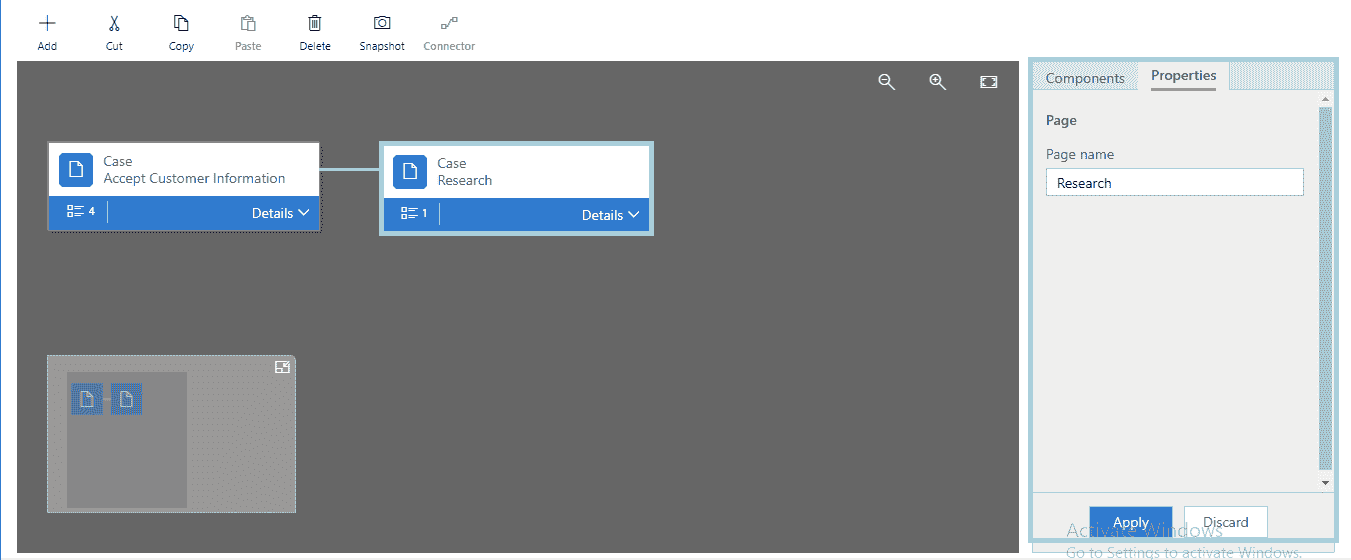 Add
Cut
Copy
Paste
Delete
Snapshot
Connector
Case
Accept Customer Information
4
Details
Case
Research
1
Details
Components
Properties
Page
Page name
Research
Apply
Discard
Activate Windows
Go to Settings to activate Windows.